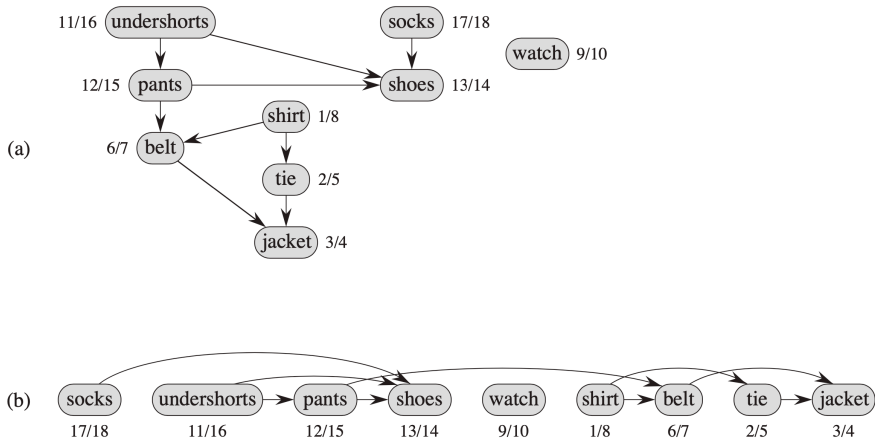 11/16 undershorts socks 17/18
watch 9/10
12/15 pants shoes 13/14
shirt 1/8
(a) 6/7 belt
tie 2/5
jacket 3/4
(b) socks undershorts pants shoes watch shirt belt tie jacket
17/18 11/16 12/15 13/14 9/10 1/8 6/7 2/5 3/4